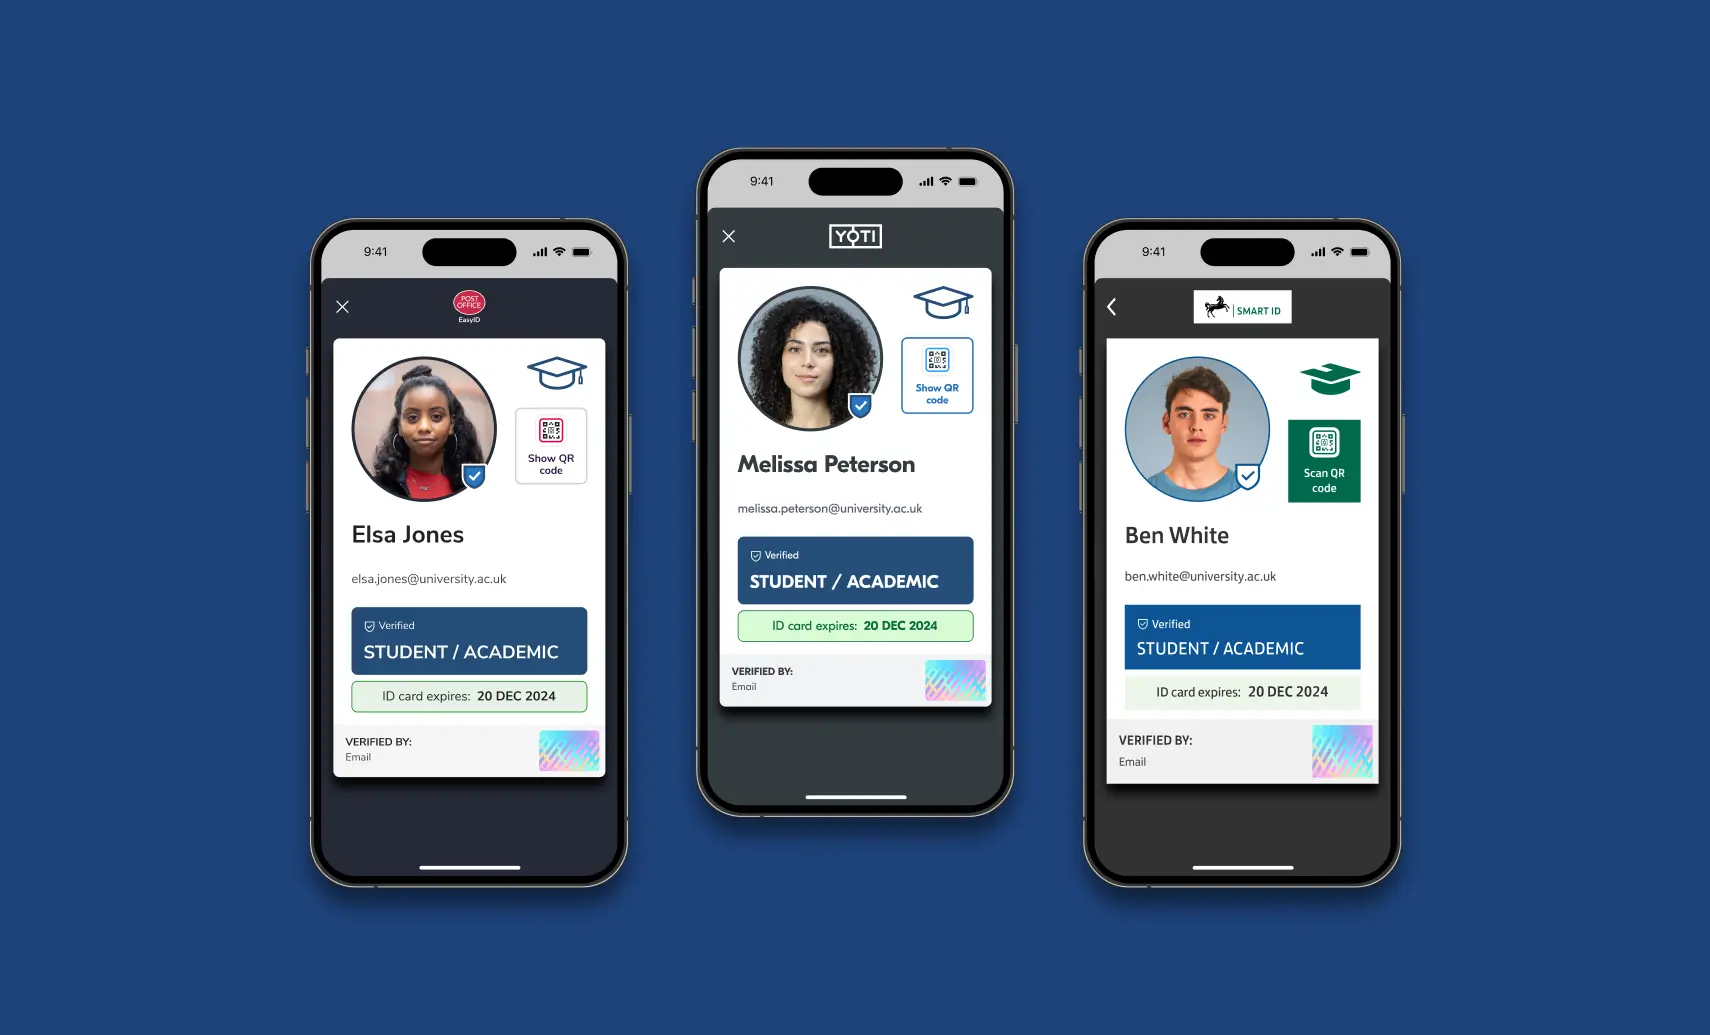 9:41
POST
OFFICE
EasyID
Show QR
code
Elsa Jones
elsa.jones@university.ac.uk
Verified
STUDENT / ACADEMIC
ID card expires: 20 DEC 2024
VERIFIED BY:
Email
9:41
YOTI
Show QR
code
Melissa Peterson
melissa.peterson@university.ac.uk
Verified
STUDENT / ACADEMIC
ID card expires: 20 DEC 2024
VERIFIED BY:
Email
9:41
SMART ID
Scan QR
code
Ben White
ben.white@university.ac.uk
Verified
STUDENT / ACADEMIC
ID card expires: 20 DEC 2024
VERIFIED BY:
Email